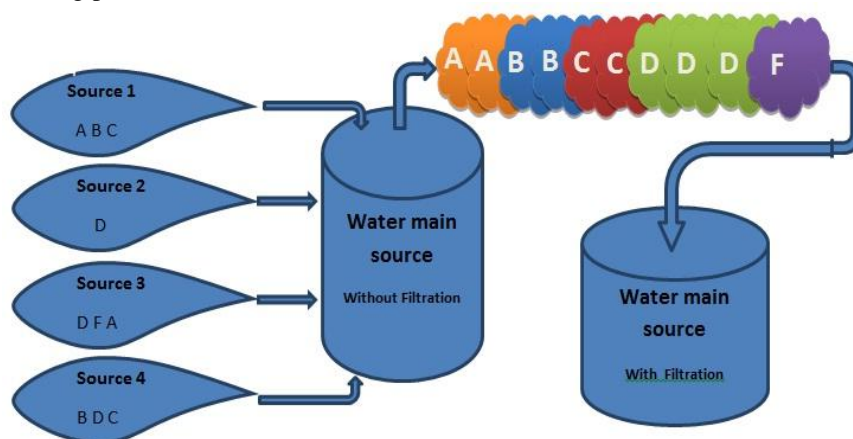 A A B B C C D D D F
Source 1
A B C
Source 2
D
Source 3
D F A
Source 4
B D C
Water main
source
Without Filtration
Water main
source
With Filtration